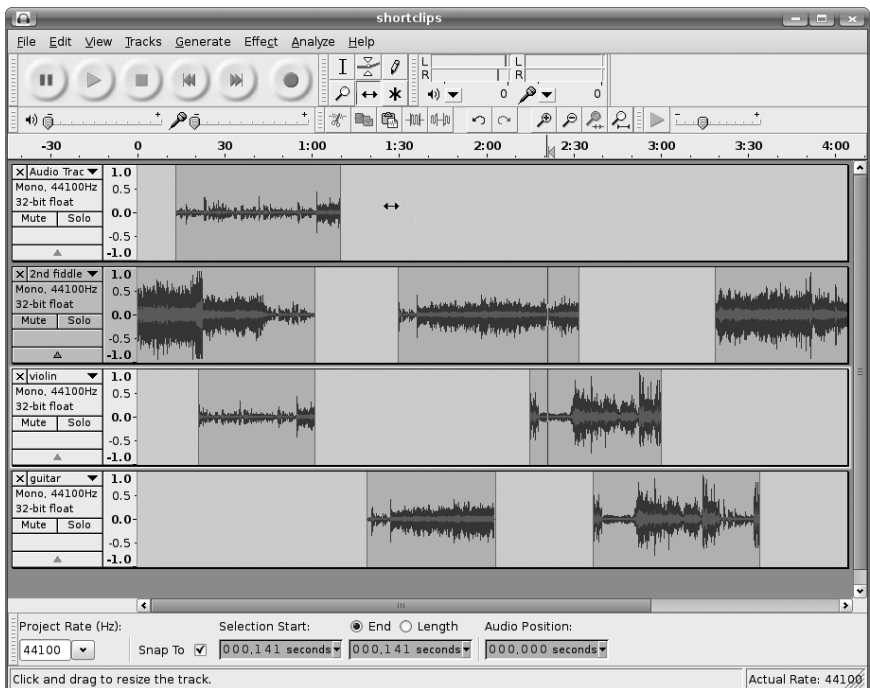 shortclips
File Edit View Tracks Generate Effect Analyze Help
L
R
L
R
0
0
-30 0 30 1:00 1:30 2:00 2:30 3:00 3:30 4:00
Audio Trac
Mono, 44100Hz
32-bit float
Mute Solo
1.0
0.5
0.0
-0.5
-1.0
2nd fiddle
Mono, 44100Hz
32-bit float
Mute Solo
1.0
0.5
0.0
-0.5
-1.0
violin
Mono, 44100Hz
32-bit float
Mute Solo
1.0
0.5
0.0
-0.5
-1.0
guitar
Mono, 44100Hz
32-bit float
Mute Solo
1.0
0.5
0.0
-0.5
-1.0
Project Rate (Hz): Selection Start: End Length Audio Position:
44100 Snap To 000,141 seconds 000,141 seconds 000,000 seconds
Click and drag to resize the track. Actual Rate: 44100